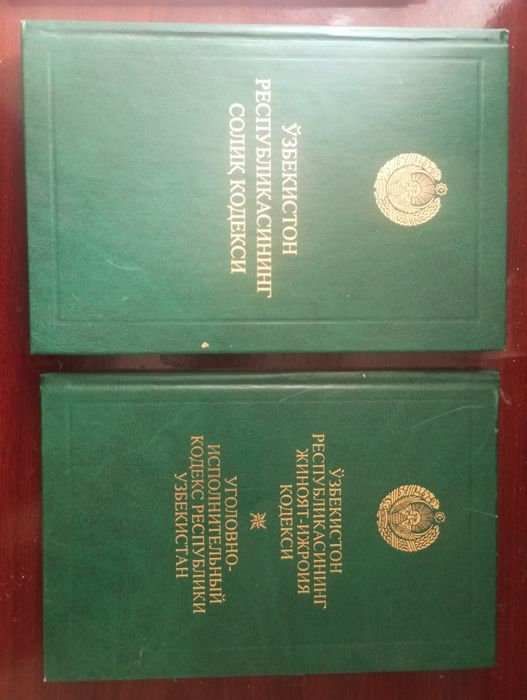 ЎЗБЕКИСТОН
РЕСПУБЛИКАСИНИНГ
СОЛИҚ КОДЕКСИ
ЎЗБЕКИСТОН
РЕСПУБЛИКАСИНИНГ
ЖИНОЯТ-ИЖРОИЯ
КОДЕКСИ
УГОЛОВНО-
ИСПОЛНИТЕЛЬНЫЙ
КОДЕКС РЕСПУБЛИКИ
УЗБЕКИСТАН